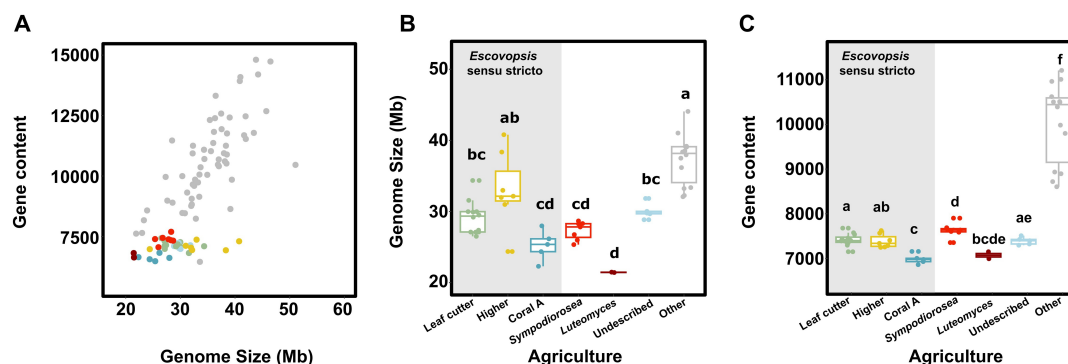 A
Gene content
15000
12500
10000
7500
20 30 40 50 60
Genome Size (Mb)
B
Genome Size (Mb)
50
40
30
20
Escovopsis
sensu stricto
bc
ab
cd
cd
d
bc
a
Leaf cutter
Higher
Coral A
Sympodiorosea
Luteomyces
Undescribed
Other
Agriculture
C
Gene content
11000
10000
9000
8000
7000
Escovopsis
sensu stricto
a
ab
c
d
bcde
ae
f
Leaf cutter
Higher
Coral A
Sympodiorosea
Luteomyces
Undescribed
Other
Agriculture